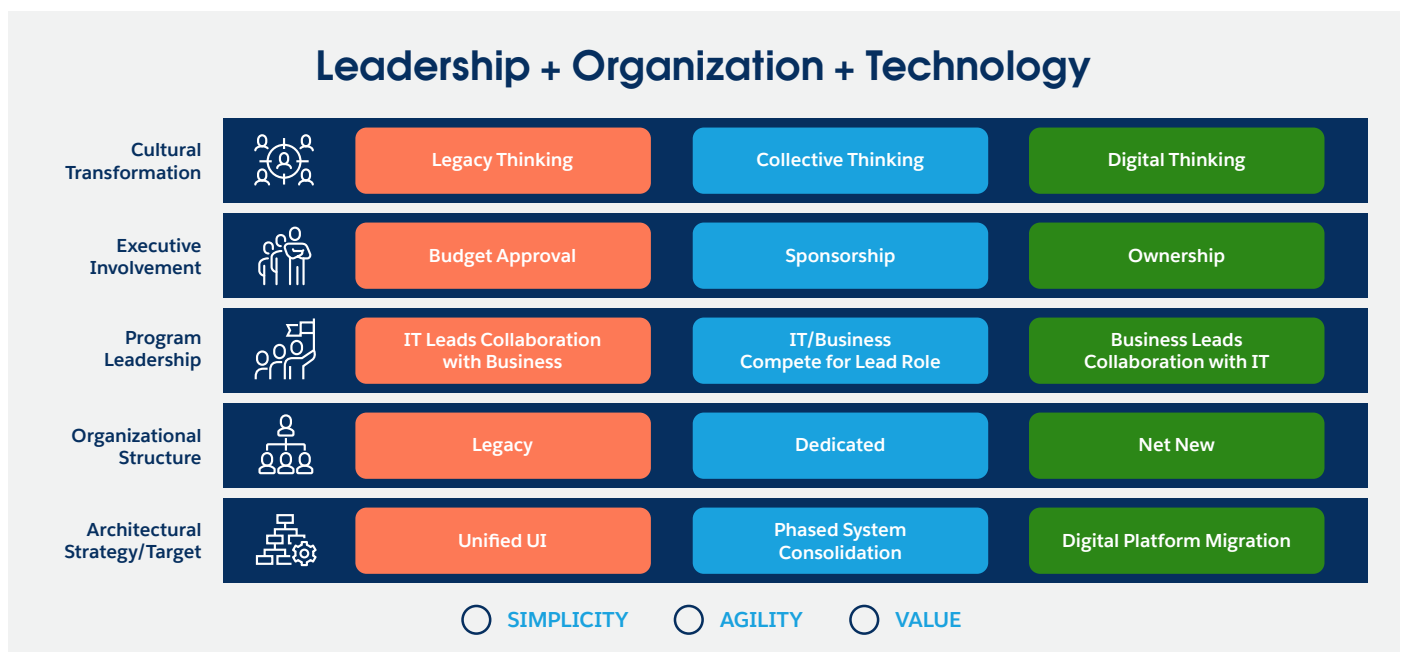 Leadership + Organization + Technology
Cultural
Transformation
Legacy Thinking
Collective Thinking
Digital Thinking
Executive
Involvement
Budget Approval
Sponsorship
Ownership
Program
Leadership
IT Leads Collaboration
with Business
IT/Business
Compete for Lead Role
Business Leads
Collaboration with IT
Organizational
Structure
Legacy
Dedicated
Net New
Architectural
Strategy/Target
Unified UI
Phased System
Consolidation
Digital Platform Migration
SIMPLICITY
AGILITY
VALUE